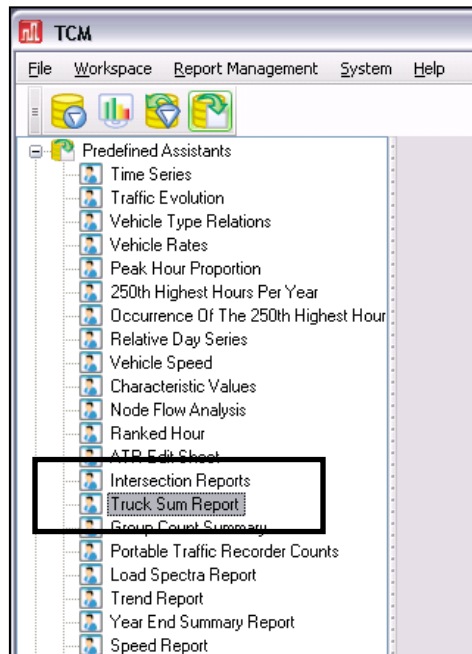 TCM
File Workspace Report Management System Help
Predefined Assistants
Time Series
Traffic Evolution
Vehicle Type Relations
Vehicle Rates
Peak Hour Proportion
250th Highest Hours Per Year
Occurrence Of The 250th Highest Hour
Relative Day Series
Vehicle Speed
Characteristic Values
Node Flow Analysis
Ranked Hour
ATR Edit Sheet
Intersection Reports
Truck Sum Report
Group Count Summary
Portable Traffic Recorder Counts
Load Spectra Report
Trend Report
Year End Summary Report
Speed Report